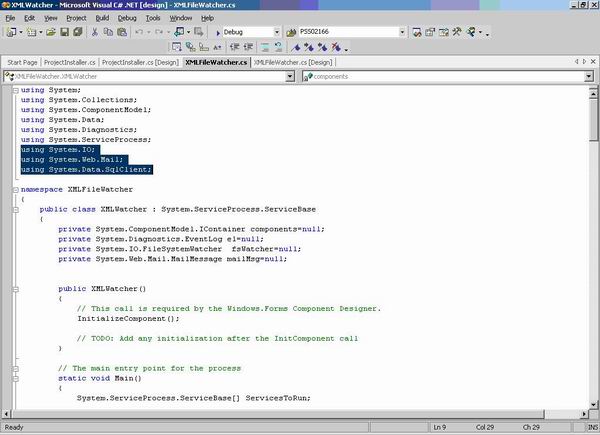 XMLWatcher - Microsoft Visual C# .NET [design] - XMLFileWatcher.cs
File Edit View Project Build Debug Tools Window Help
Debug PSS02166
Start Page ProjectInstaller.cs ProjectInstaller.cs [Design] XMLFileWatcher.cs XMLFileWatcher.cs [Design]
XMLFileWatcher.XMLWatcher components
using System;
using System.Collections;
using System.ComponentModel;
using System.Data;
using System.Diagnostics;
using System.ServiceProcess;
using System.IO;
using System.Web.Mail;
using System.Data.SqlClient;
namespace XMLFileWatcher
{
public class XMLWatcher : System.ServiceProcess.ServiceBase
{
private System.ComponentModel.IContainer components=null;
private System.Diagnostics.EventLog el=null;
private System.IO.FileSystemWatcher fsWatcher=null;
private System.Web.Mail.MailMessage mailMsg=null;
public XMLWatcher()
{
// This call is required by the Windows.Forms Component Designer.
InitializeComponent();
// TODO: Add any initialization after the InitComponent call
}
// The main entry point for the process
static void Main()
{
System.ServiceProcess.ServiceBase[] ServicesToRun;
Ready Ln 9 Col 29 Ch 29 INS